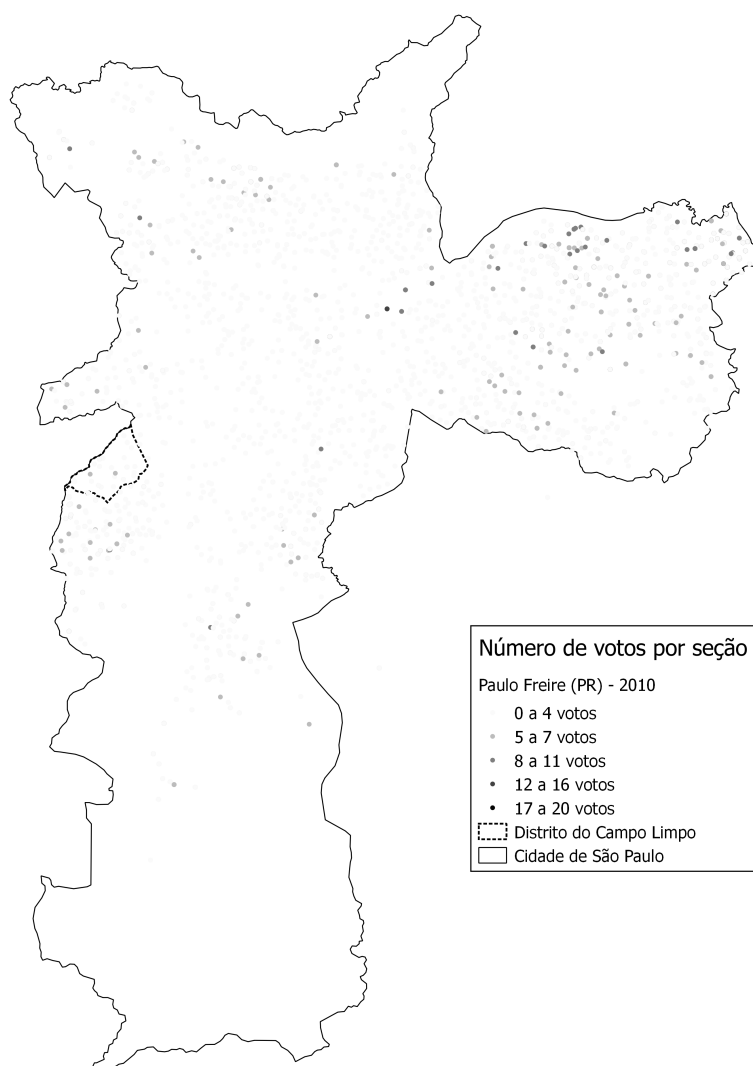 Número de votos por seção
Paulo Freire (PR) - 2010
0 a 4 votos
5 a 7 votos
8 a 11 votos
12 a 16 votos
17 a 20 votos
Distrito do Campo Limpo
Cidade de São Paulo